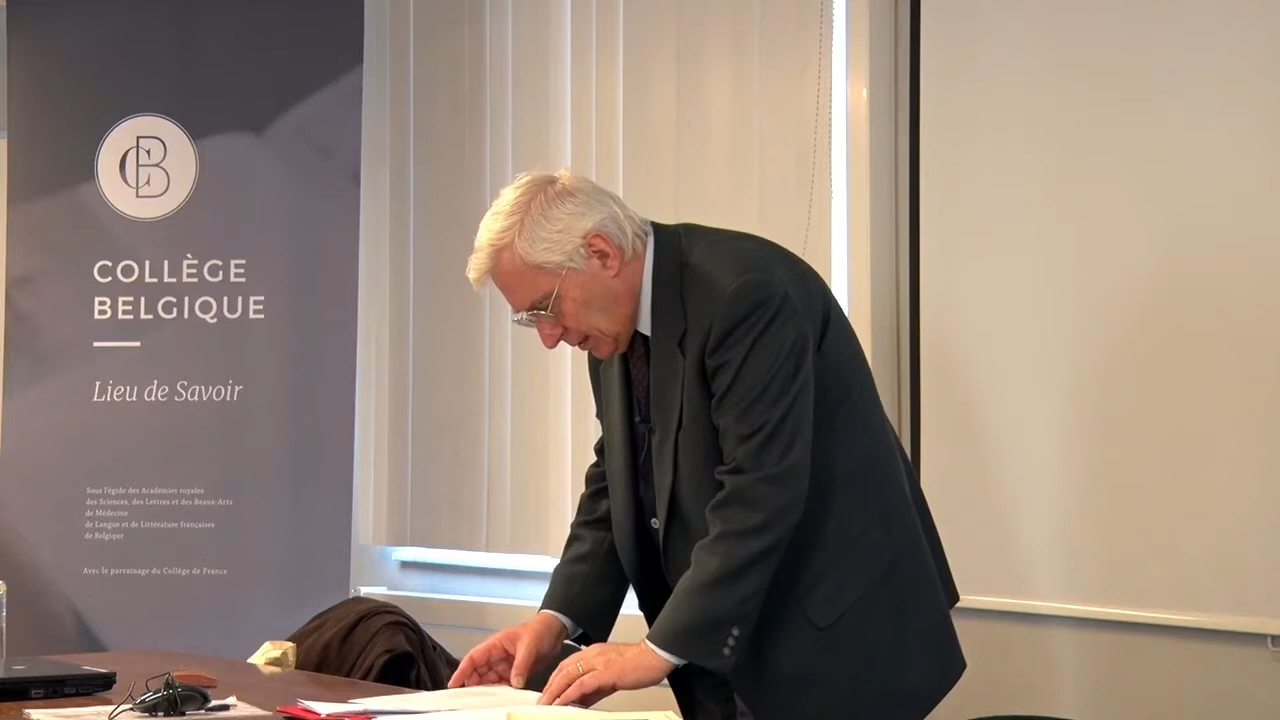 CB
COLLÈGE
BELGIQUE
Lieu de Savoir
Sous l'égide des Académies royales
des Sciences, des Lettres et des Beaux-Arts
de Médecine
de Langue et de Littérature françaises
de Belgique
Avec le parrainage du Collège de France